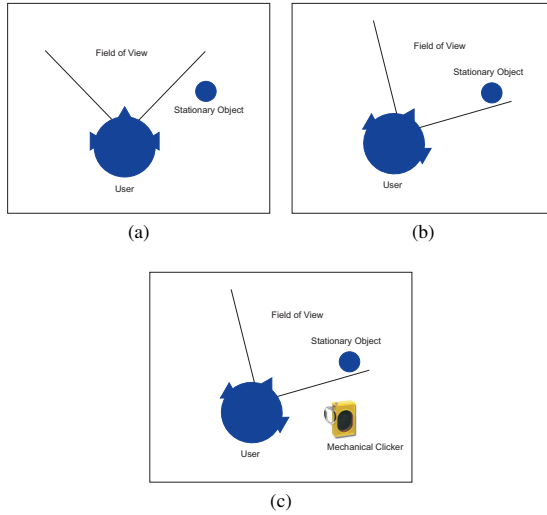 Field of View
Stationary Object
User
(a)
Field of View
Stationary Object
User
(b)
Field of View
Stationary Object
Mechanical Clicker
User
(c)